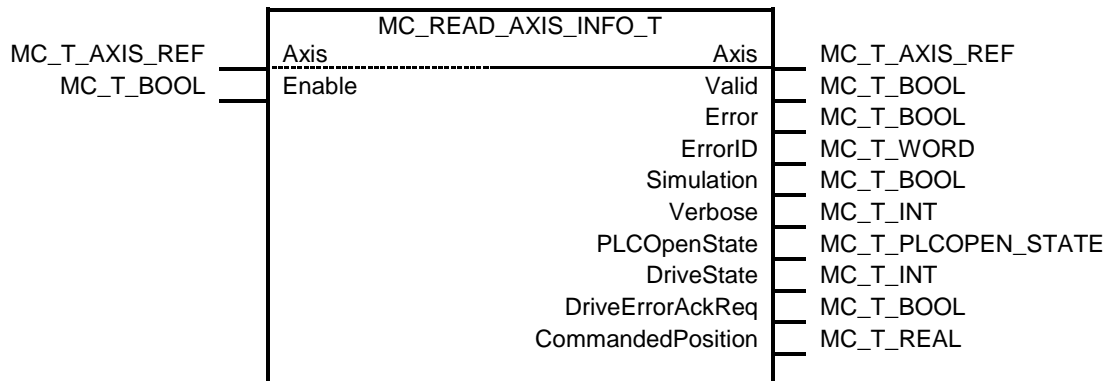 MC_READ_AXIS_INFO_T
MC_T_AXIS_REF Axis Axis MC_T_AXIS_REF
MC_T_BOOL Enable Valid MC_T_BOOL
Error MC_T_BOOL
ErrorID MC_T_WORD
Simulation MC_T_BOOL
Verbose MC_T_INT
PLCOpenState MC_T_PLCOPEN_STATE
DriveState MC_T_INT
DriveErrorAckReq MC_T_BOOL
CommandedPosition MC_T_REAL